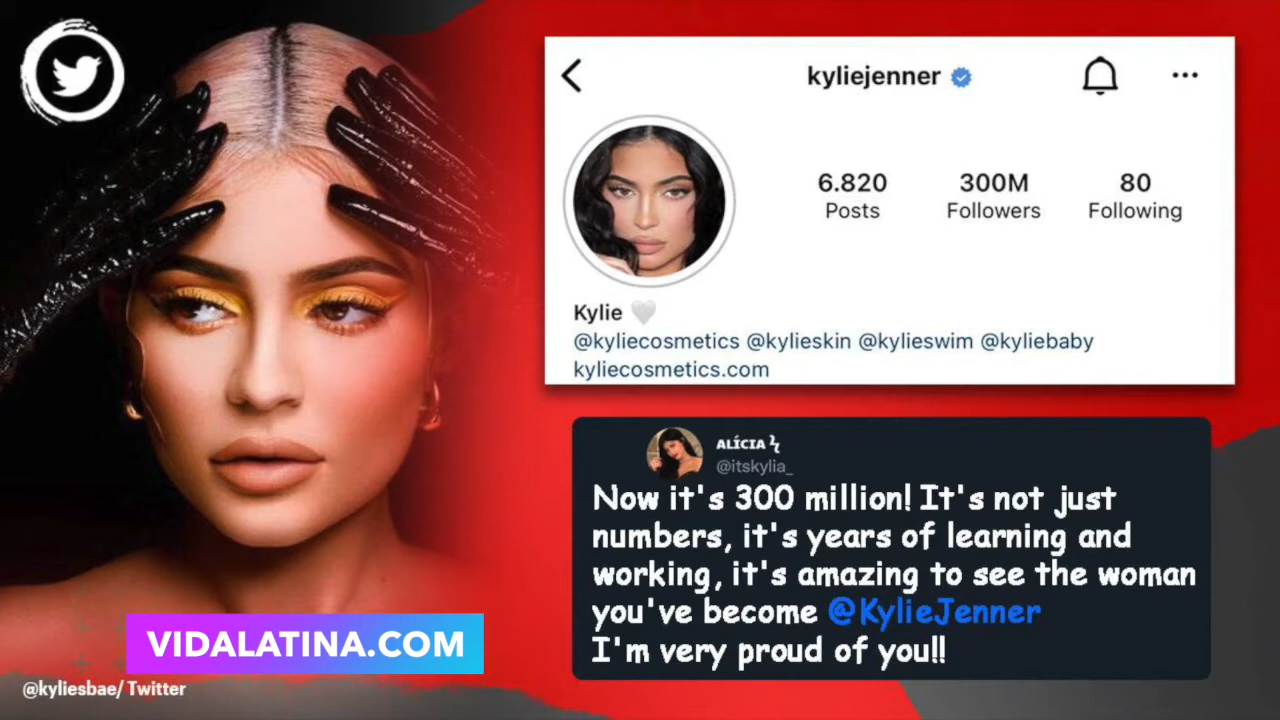 kyliejenner
6.820 300M 80
Posts Followers Following
Kylie
@kyliecosmetics @kylieskin @kylieswim @kyliebaby
kyliecosmetics.com
ALÍCIA
@itskylia_
Now it's 300 million! It's not just
numbers, it's years of learning and
working, it's amazing to see the woman
you've become @KylieJenner
I'm very proud of you!!
VIDALATINA.COM
@kyliesbae/ Twitter